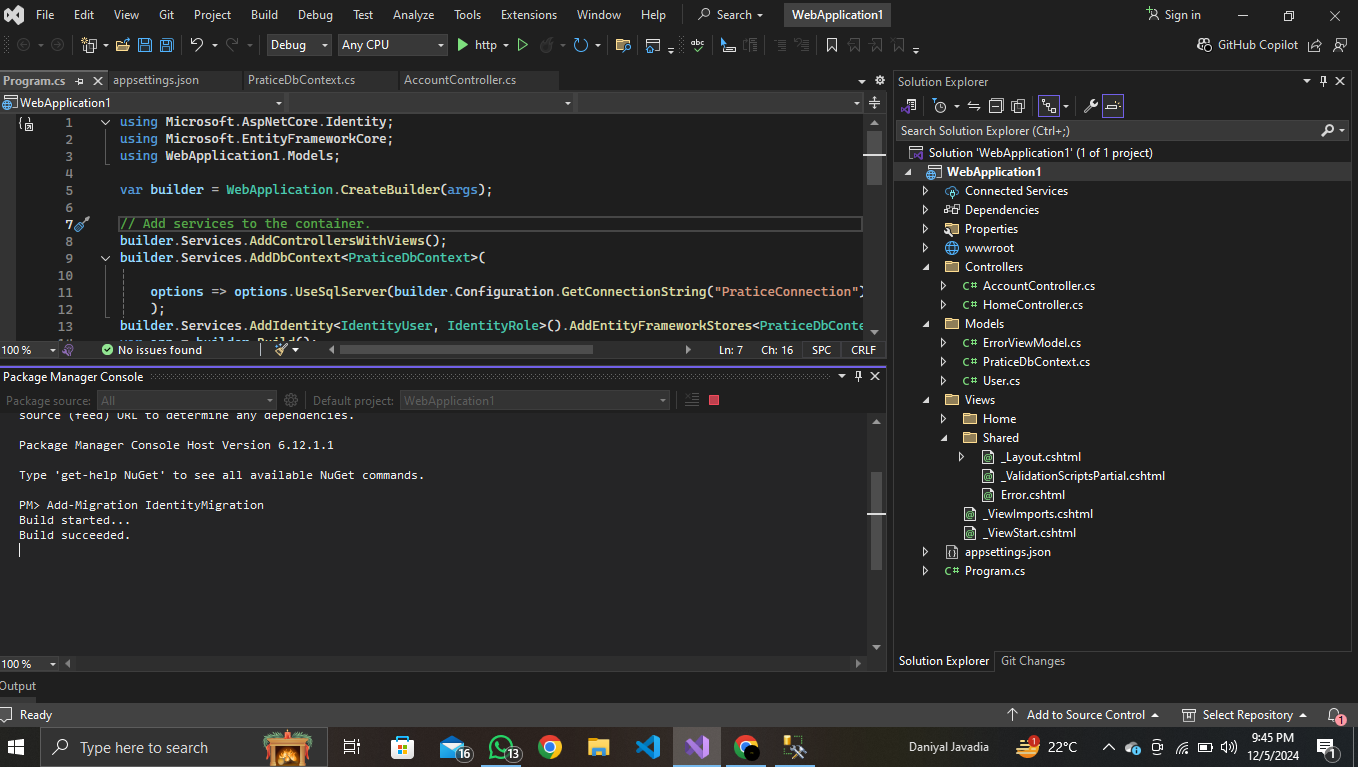 File Edit View Git Project Build Debug Test Analyze Tools Extensions Window Help Search WebApplication1 Sign in
Debug Any CPU http abc GitHub Copilot
Program.cs appsettings.json PraticeDbContext.cs AccountController.cs
WebApplication1
1 using Microsoft.AspNetCore.Identity;
2 using Microsoft.EntityFrameworkCore;
3 using WebApplication1.Models;
4
5 var builder = WebApplication.CreateBuilder(args);
6
7 // Add services to the container.
8 builder.Services.AddControllersWithViews();
9 builder.Services.AddDbContext<PraticeDbContext>(
10
11 options => options.UseSqlServer(builder.Configuration.GetConnectionString("PraticeConnection")
12 );
13 builder.Services.AddIdentity<IdentityUser, IdentityRole>().AddEntityFrameworkStores<PraticeDbConte
100 % No issues found Ln: 7 Ch: 16 SPC CRLF
Package Manager Console
Package source: All Default project: WebApplication1
source (feed) URL to determine any dependencies.
Package Manager Console Host Version 6.12.1.1
Type 'get-help NuGet' to see all available NuGet commands.
PM> Add-Migration IdentityMigration
Build started...
Build succeeded.
100 %
Output
Solution Explorer
Search Solution Explorer (Ctrl+;)
Solution 'WebApplication1' (1 of 1 project)
WebApplication1
Connected Services
Dependencies
Properties
wwwroot
Controllers
C# AccountController.cs
C# HomeController.cs
Models
C# ErrorViewModel.cs
C# PraticeDbContext.cs
C# User.cs
Views
Home
Shared
_Layout.cshtml
_ValidationScriptsPartial.cshtml
Error.cshtml
_ViewImports.cshtml
_ViewStart.cshtml
appsettings.json
C# Program.cs
Solution Explorer Git Changes
Ready Add to Source Control Select Repository 1
Type here to search 16 13 Daniyal Javadia 1 22°C 9:45 PM 1
12/5/2024